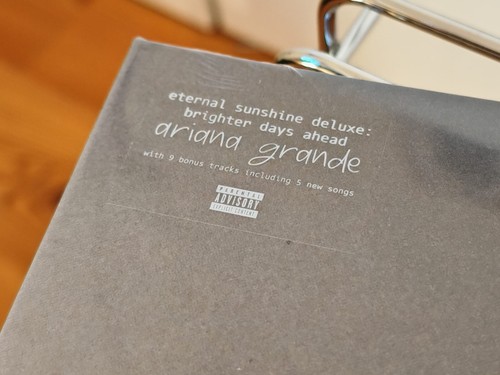 eternal sunshine deluxe:
brighter days ahead
ariana grande
with 9 bonus tracks including 5 new songs
PARENTAL
ADVISORY
EXPLICIT CONTENT